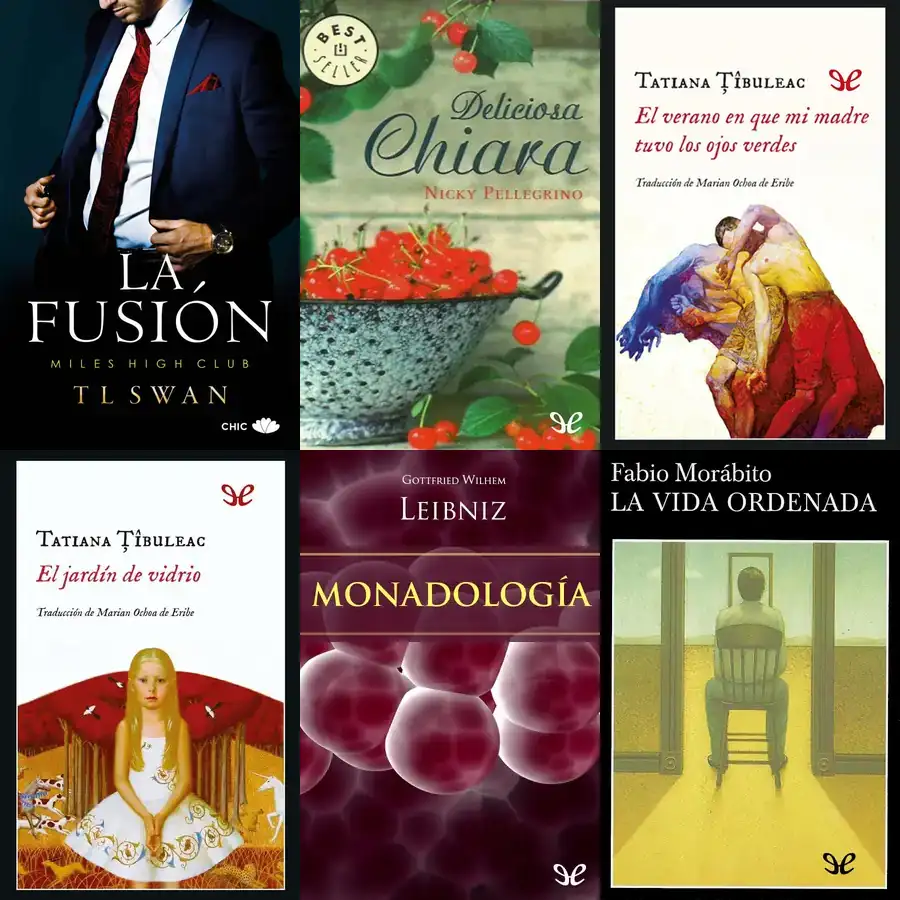 LA
FUSIÓN
MILES HIGH CLUB
T L SWAN
CHIC
BEST
SELLER
Deliciosa
Chiara
NICKY PELLEGRINO
TATIANA ȚÎBULEAC
El verano en que mi madre
tuvo los ojos verdes
Traducción de Marian Ochoa de Eribe
TATIANA ȚÎBULEAC
El jardín de vidrio
Traducción de Marian Ochoa de Eribe
GOTTFRIED WILHEM
LEIBNIZ
MONADOLOGÍA
Fabio Morábito
LA VIDA ORDENADA